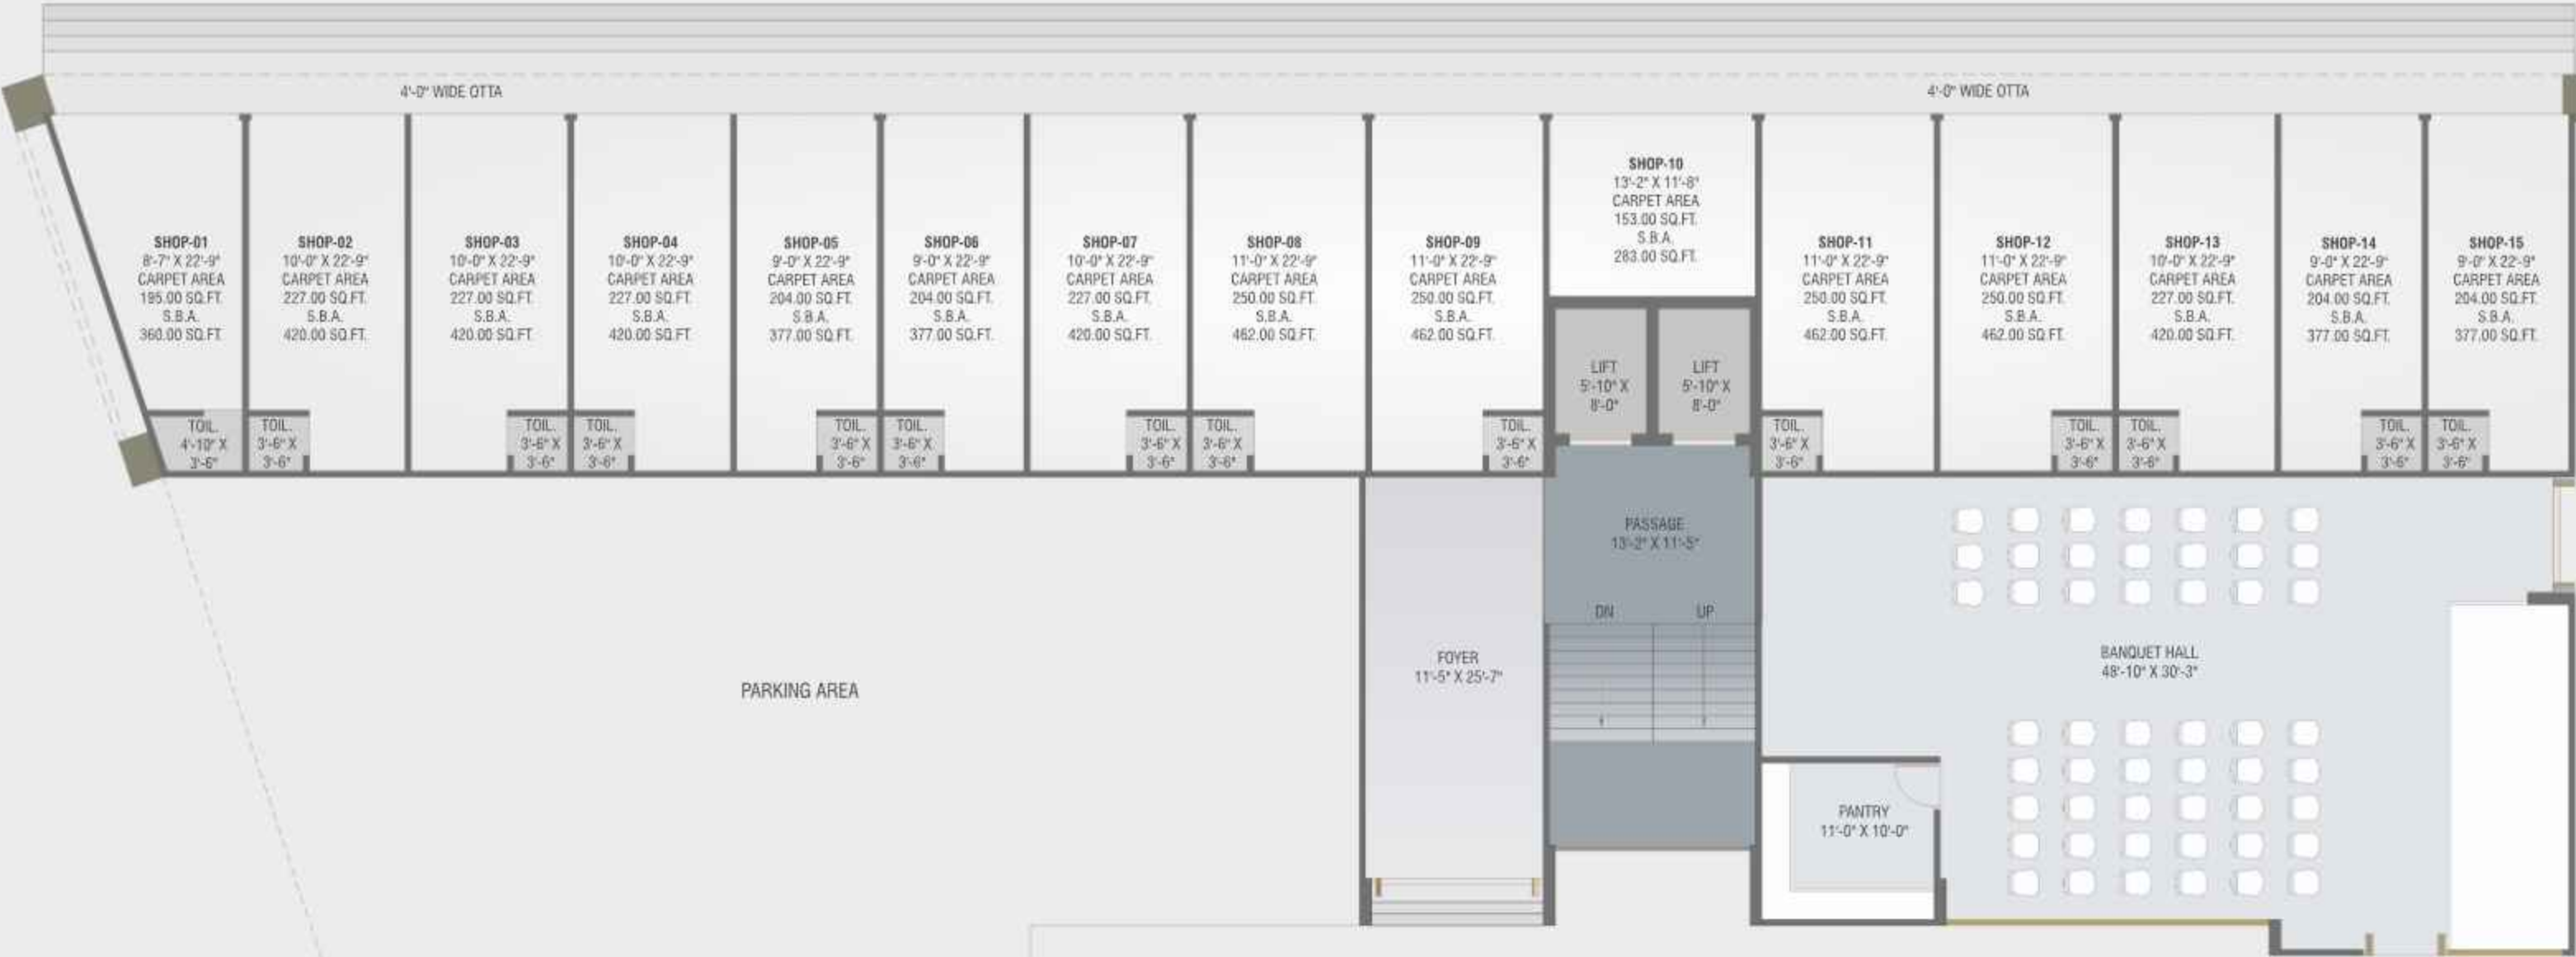 4'-0" WIDE OTTA
4'-0" WIDE OTTA
SHOP-01
8'-7" X 22'-9"
CARPET AREA
195.00 SQ.FT.
S.B.A.
360.00 SQ.FT.
SHOP-02
10'-0" X 22'-9"
CARPET AREA
227.00 SQ.FT.
S.B.A.
420.00 SQ.FT.
SHOP-03
10'-0" X 22'-9"
CARPET AREA
227.00 SQ.FT.
S.B.A.
420.00 SQ.FT.
SHOP-04
10'-0" X 22'-9"
CARPET AREA
227.00 SQ.FT.
S.B.A.
420.00 SQ.FT.
SHOP-05
9'-0" X 22'-9"
CARPET AREA
204.00 SQ.FT.
S.B.A.
377.00 SQ.FT.
SHOP-06
9'-0" X 22'-9"
CARPET AREA
204.00 SQ.FT.
S.B.A.
377.00 SQ.FT.
SHOP-07
10'-0" X 22'-9"
CARPET AREA
227.00 SQ.FT.
S.B.A.
420.00 SQ.FT.
SHOP-08
11'-0" X 22'-9"
CARPET AREA
250.00 SQ.FT.
S.B.A.
462.00 SQ.FT.
SHOP-09
11'-0" X 22'-9"
CARPET AREA
250.00 SQ.FT.
S.B.A.
462.00 SQ.FT.
SHOP-10
13'-2" X 11'-8"
CARPET AREA
153.00 SQ.FT.
S.B.A.
283.00 SQ.FT.
SHOP-11
11'-0" X 22'-9"
CARPET AREA
250.00 SQ.FT.
S.B.A.
462.00 SQ.FT.
SHOP-12
11'-0" X 22'-9"
CARPET AREA
250.00 SQ.FT.
S.B.A.
462.00 SQ.FT.
SHOP-13
10'-0" X 22'-9"
CARPET AREA
227.00 SQ.FT.
S.B.A.
420.00 SQ.FT.
SHOP-14
9'-0" X 22'-9"
CARPET AREA
204.00 SQ.FT.
S.B.A.
377.00 SQ.FT.
SHOP-15
9'-0" X 22'-9"
CARPET AREA
204.00 SQ.FT.
S.B.A.
377.00 SQ.FT.
LIFT
5'-10" X
8'-0"
LIFT
5'-10" X
8'-0"
TOIL.
4'-10" X
3'-6"
TOIL.
3'-6" X
3'-6"
TOIL.
3'-6" X
3'-6"
TOIL.
3'-6" X
3'-6"
TOIL.
3'-6" X
3'-6"
TOIL.
3'-6" X
3'-6"
TOIL.
3'-6" X
3'-6"
TOIL.
3'-6" X
3'-6"
TOIL.
3'-6" X
3'-6"
TOIL.
3'-6" X
3'-6"
TOIL.
3'-6" X
3'-6"
TOIL.
3'-6" X
3'-6"
TOIL.
3'-6" X
3'-6"
TOIL.
3'-6" X
3'-6"
PASSAGE
13'-2" X 11'-5"
DN
UP
PARKING AREA
FOYER
11'-5" X 25'-7"
BANQUET HALL
48'-10" X 30'-3"
PANTRY
11'-0" X 10'-0"